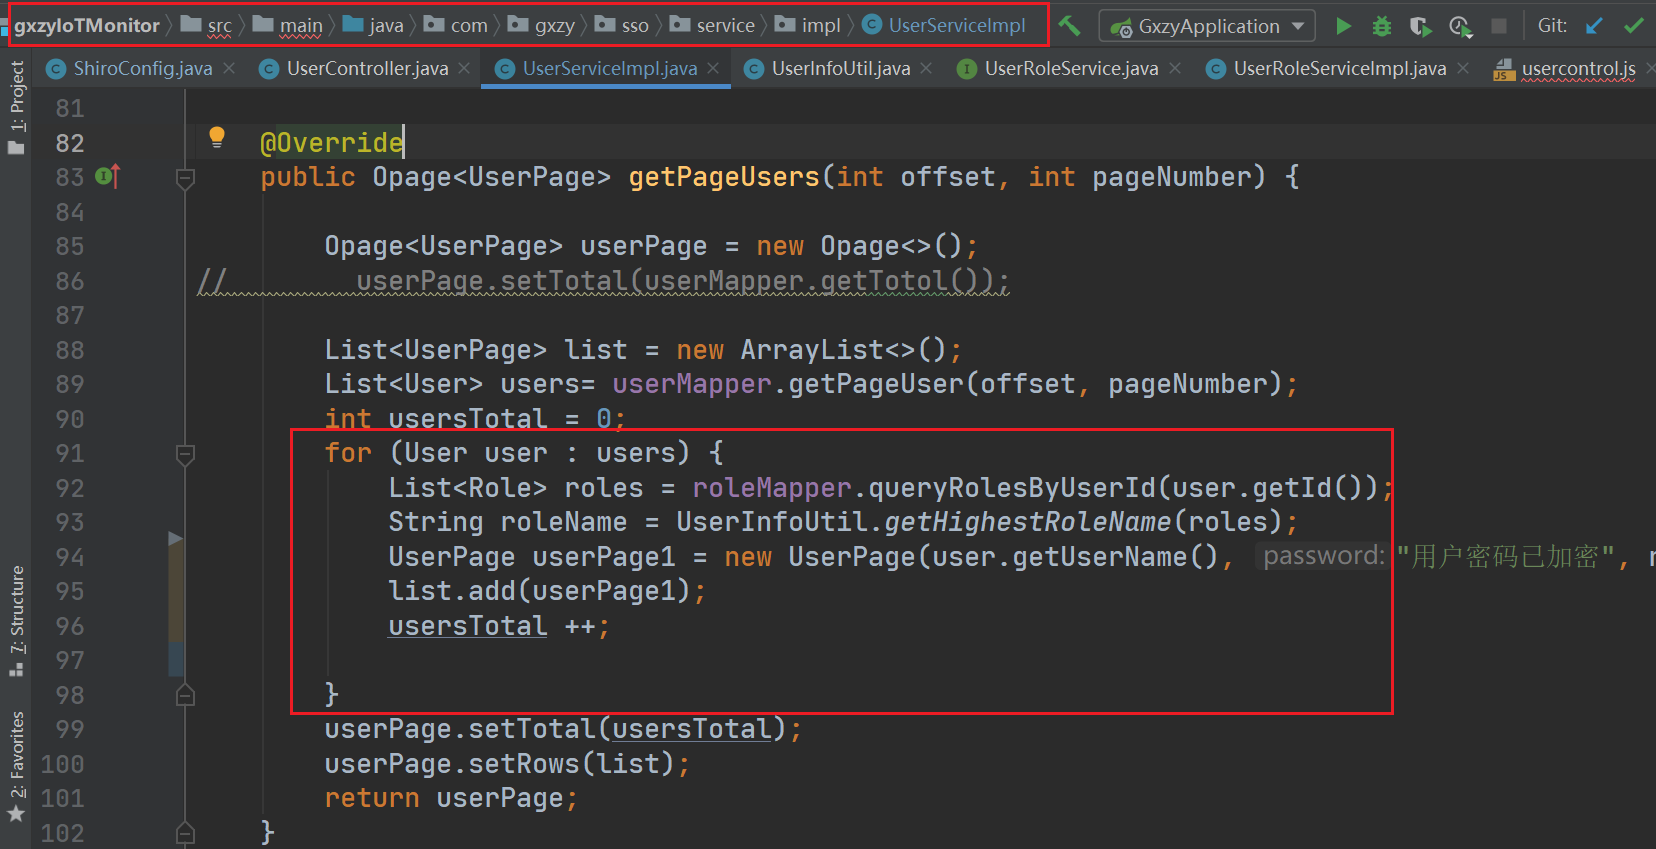 gxzyIoTMonitor src main java com gxzy sso service impl UserServiceImpl GxzyApplication Git:
ShiroConfig.java UserController.java UserServiceImpl.java UserInfoUtil.java UserRoleService.java UserRoleServiceImpl.java usercontrol.js
1: Project
7: Structure
2: Favorites
81
82 @Override
83 public Opage<UserPage> getPageUsers(int offset, int pageNumber) {
84
85 Opage<UserPage> userPage = new Opage<>();
86 // userPage.setTotal(userMapper.getTotol());
87
88 List<UserPage> list = new ArrayList<>();
89 List<User> users= userMapper.getPageUser(offset, pageNumber);
90 int usersTotal = 0;
91 for (User user : users) {
92 List<Role> roles = roleMapper.queryRolesByUserId(user.getId());
93 String roleName = UserInfoUtil.getHighestRoleName(roles);
94 UserPage userPage1 = new UserPage(user.getUserName(), password: "用户密码已加密",
95 list.add(userPage1);
96 usersTotal ++;
97
98 }
99 userPage.setTotal(usersTotal);
100 userPage.setRows(list);
101 return userPage;
102 }